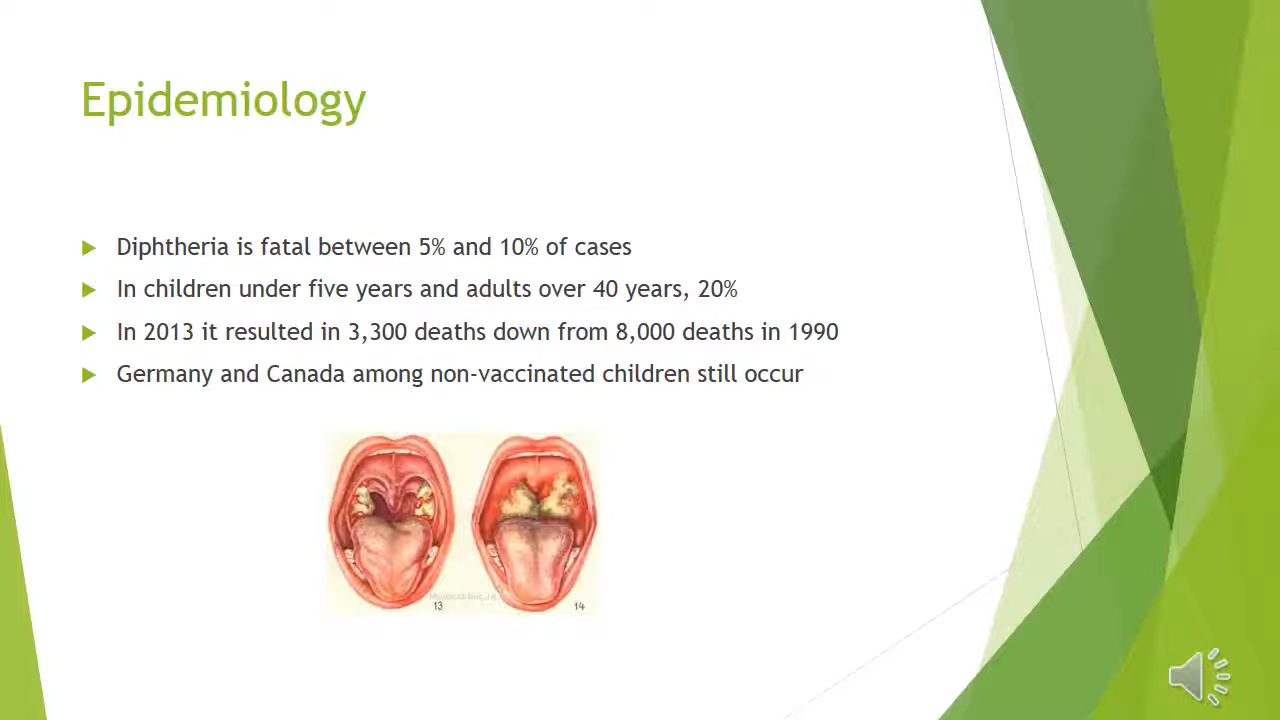 Epidemiology
Diphtheria is fatal between 5% and 10% of cases
In children under five years and adults over 40 years, 20%
In 2013 it resulted in 3,300 deaths down from 8,000 deaths in 1990
Germany and Canada among non-vaccinated children still occur
13
14